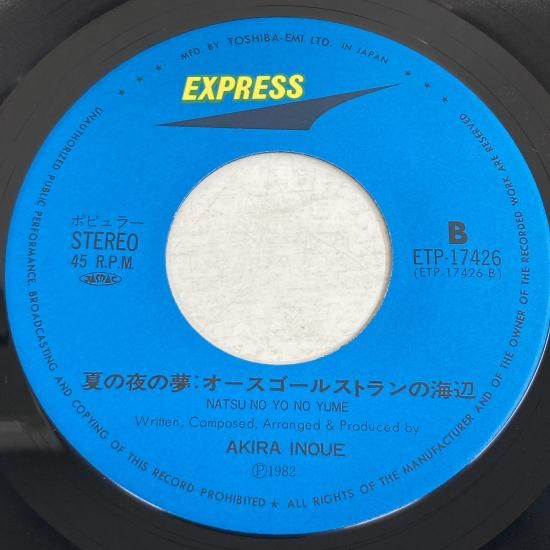 ★ ★ ★ MFD. BY TOSHIBA-EMI LTD. IN JAPAN ★ ★ ★
EXPRESS
ポピュラー
STEREO
45 R.P.M.
JASRAC
B
ETP-17426
(ETP-17426-B)
夏の夜の夢:オースゴールストランの海辺
NATSU NO YO NO YUME
Written, Composed, Arranged & Produced by
AKIRA INOUE
Ⓟ1982
UNAUTHORIZED PUBLIC PERFORMANCE, BROADCASTING AND COPYING OF THIS RECORD PROHIBITED ★ ALL RIGHTS OF THE MANUFACTURER AND OF THE OWNER OF THE RECORDED WORK ARE RESERVED